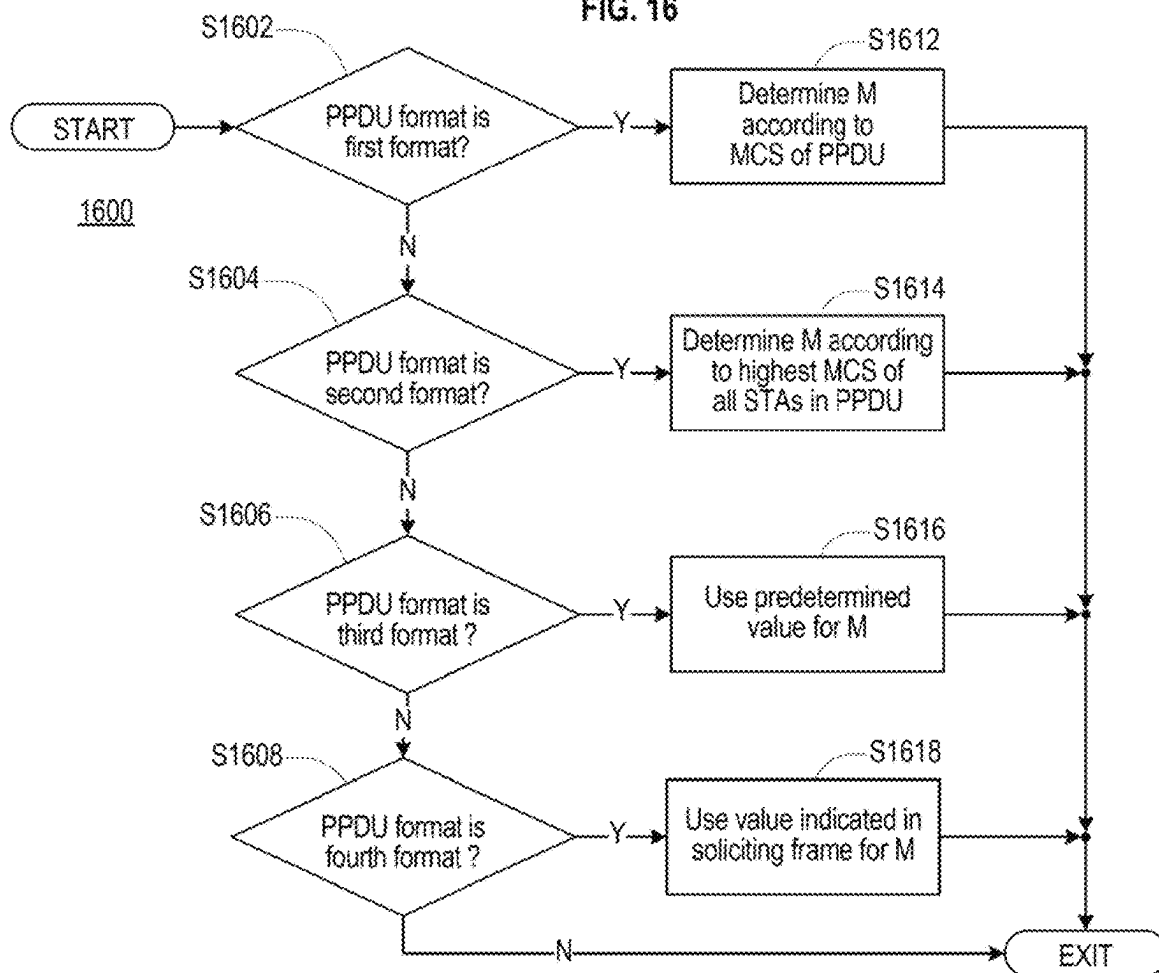 FIG. 16
S1602
S1612
START
PPDU format is
first format?
Y
Determine M
according to
MCS of PPDU
1600
N
S1604
S1614
PPDU format is
second format?
Y
Determine M according
to highest MCS of
all STAs in PPDU
N
S1606
S1616
PPDU format is
third format ?
Y
Use predetermined
value for M
N
S1608
S1618
PPDU format is
fourth format ?
Y
Use value indicated in
soliciting frame for M
N
EXIT